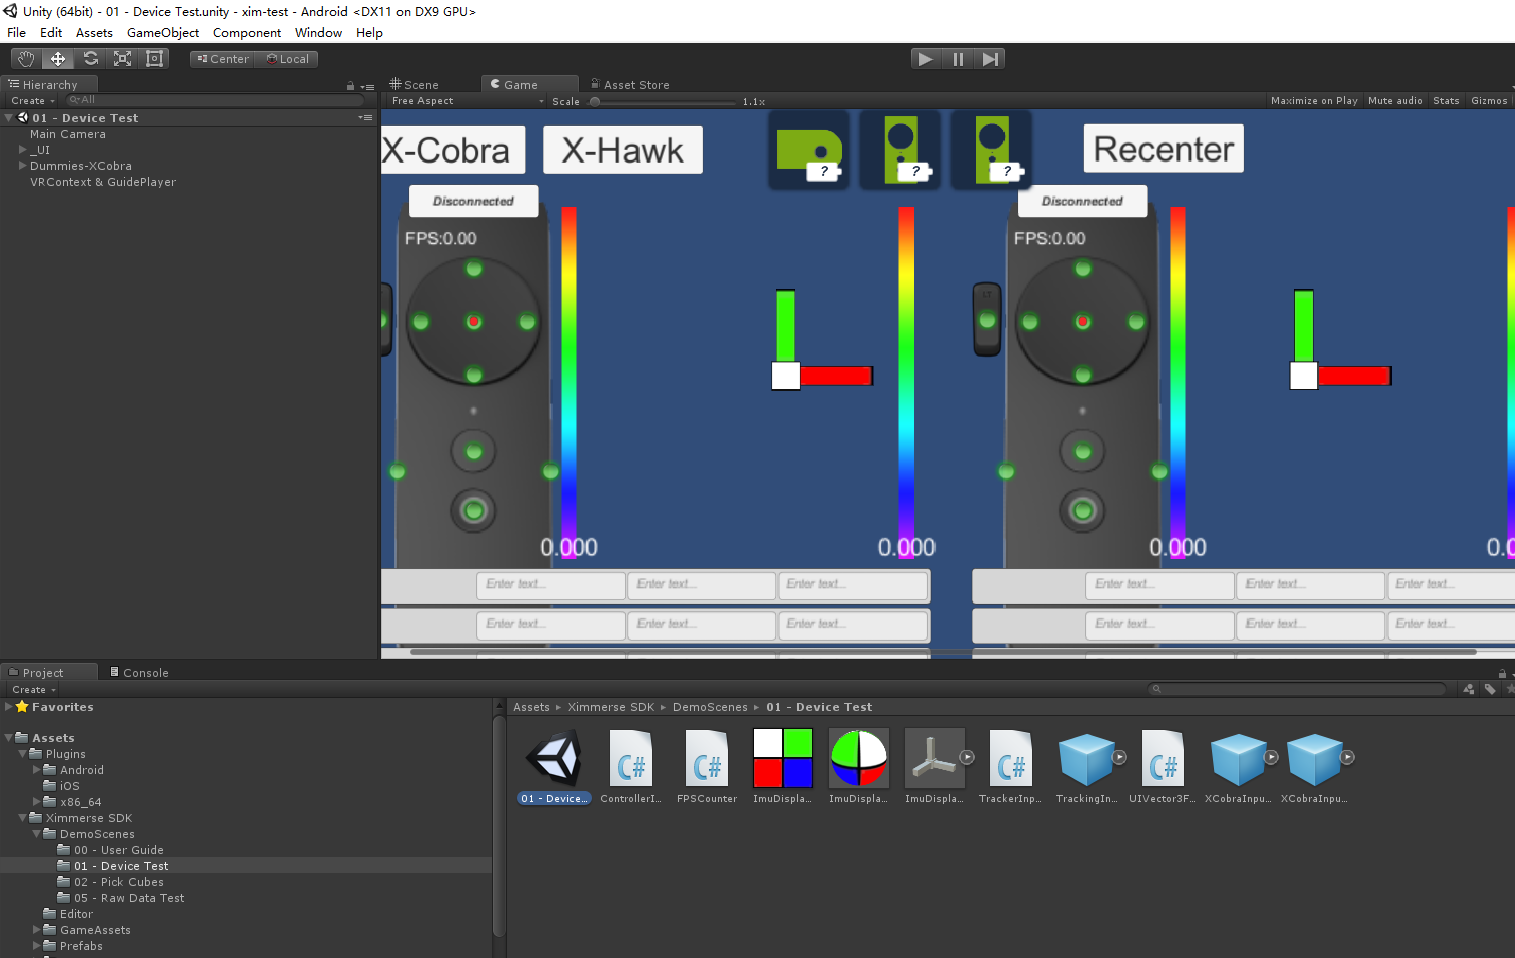 Unity (64bit) - 01 - Device Test.unity - xim-test - Android <DX11 on DX9 GPU>
File Edit Assets GameObject Component Window Help
Center Local
Hierarchy
Create All
01 - Device Test
Main Camera
_UI
Dummies-XCobra
VRContext & GuidePlayer
Scene Game Asset Store
Free Aspect Scale 1.1x Maximize on Play Mute audio Stats Gizmos
X-Cobra X-Hawk ? ? ? Recenter
Disconnected Disconnected
FPS:0.00 FPS:0.00
0.000 0.000 0.000 0.0
Enter text... Enter text... Enter text... Enter text... Enter text... Enter text...
Enter text... Enter text... Enter text... Enter text... Enter text... Enter text...
Project Console
Create
Favorites
Assets
Plugins
Android
iOS
x86_64
Ximmerse SDK
DemoScenes
00 - User Guide
01 - Device Test
02 - Pick Cubes
05 - Raw Data Test
Editor
GameAssets
Prefabs
Assets ▸ Ximmerse SDK ▸ DemoScenes ▸ 01 - Device Test
C# C# C# C#
01 - Device... ControllerI... FPSCounter ImuDispla... ImuDispla... ImuDispla... TrackerInp... TrackingIn... UIVector3F... XCobraInpu... XCobraInpu...